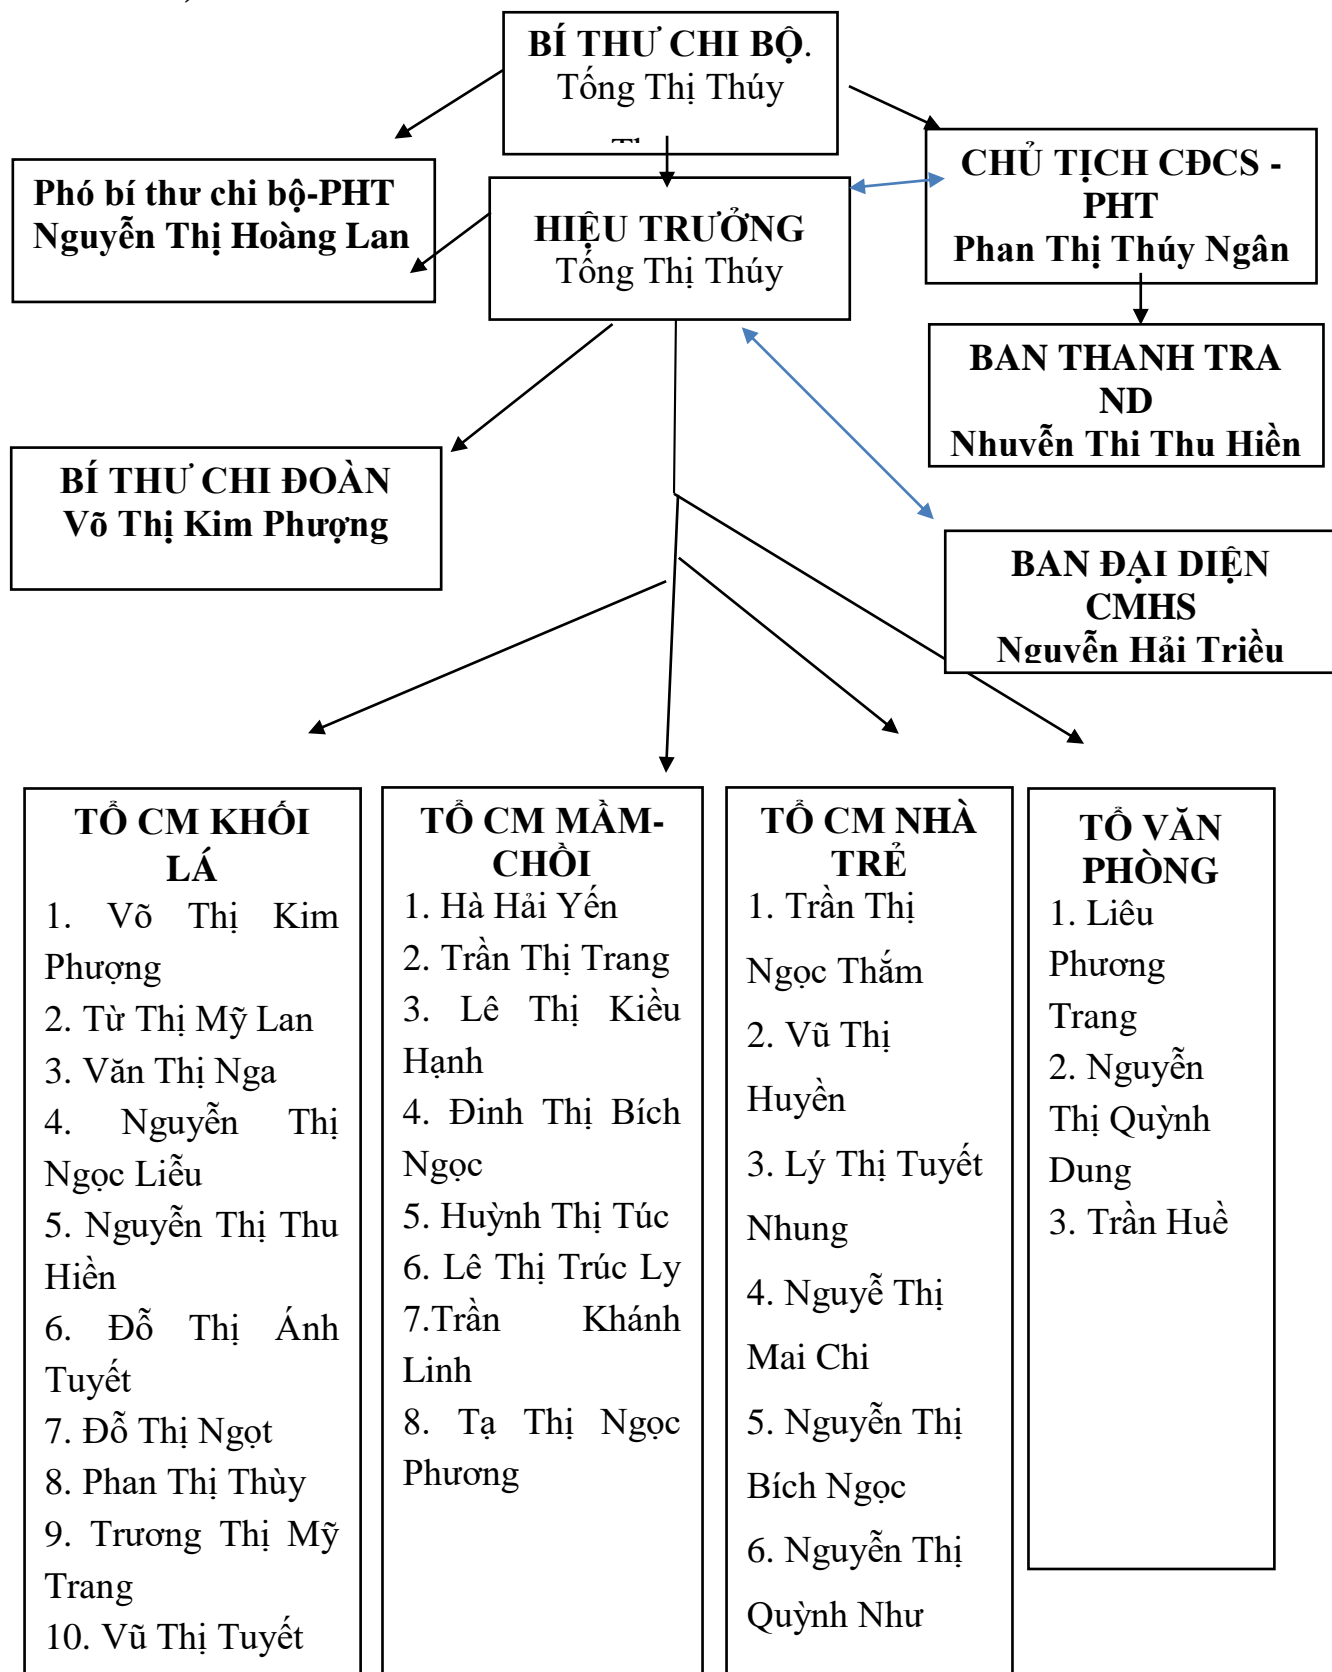 BÍ THƯ CHI BỘ.
Tống Thị Thúy
Phó bí thư chi bộ-PHT
Nguyễn Thị Hoàng Lan
HIỆU TRƯỞNG
Tống Thị Thúy
CHỦ TỊCH CĐCS -
PHT
Phan Thị Thúy Ngân
BAN THANH TRA
ND
Nhuvễn Thi Thu Hiền
BÍ THƯ CHI ĐOÀN
Võ Thị Kim Phượng
BAN ĐẠI DIỆN
CMHS
Nguvễn Hải Triều
TỔ CM KHỐI
LÁ
1. Võ Thị Kim
Phượng
2. Từ Thị Mỹ Lan
3. Văn Thị Nga
4. Nguyễn Thị
Ngọc Liễu
5. Nguyễn Thị Thu
Hiền
6. Đỗ Thị Ánh
Tuyết
7. Đỗ Thị Ngọt
8. Phan Thị Thùy
9. Trương Thị Mỹ
Trang
10. Vũ Thị Tuyết
TỔ CM MẦM-
CHỒI
1. Hà Hải Yến
2. Trần Thị Trang
3. Lê Thị Kiều
Hạnh
4. Đinh Thị Bích
Ngọc
5. Huỳnh Thị Túc
6. Lê Thị Trúc Ly
7.Trần Khánh
Linh
8. Tạ Thị Ngọc
Phương
TỔ CM NHÀ
TRẺ
1. Trần Thị
Ngọc Thắm
2. Vũ Thị
Huyền
3. Lý Thị Tuyết
Nhung
4. Nguyễ Thị
Mai Chi
5. Nguyễn Thị
Bích Ngọc
6. Nguyễn Thị
Quỳnh Như
TỔ VĂN
PHÒNG
1. Liêu
Phương
Trang
2. Nguyễn
Thị Quỳnh
Dung
3. Trần Huề